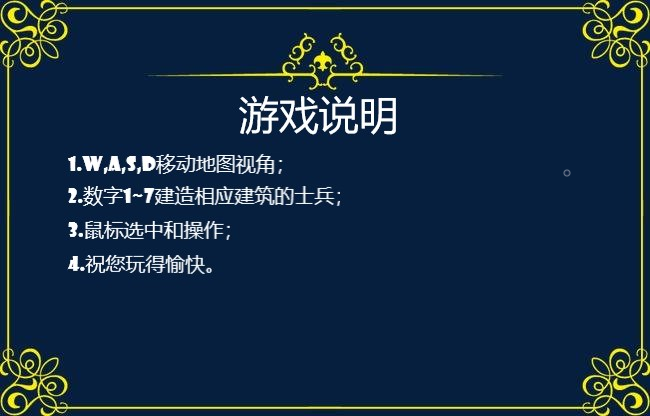 游戏说明
1.W,A,S,D移动地图视角;
。
2.数字1~7建造相应建筑的士兵;
3.鼠标选中和操作;
4.祝您玩得愉快。